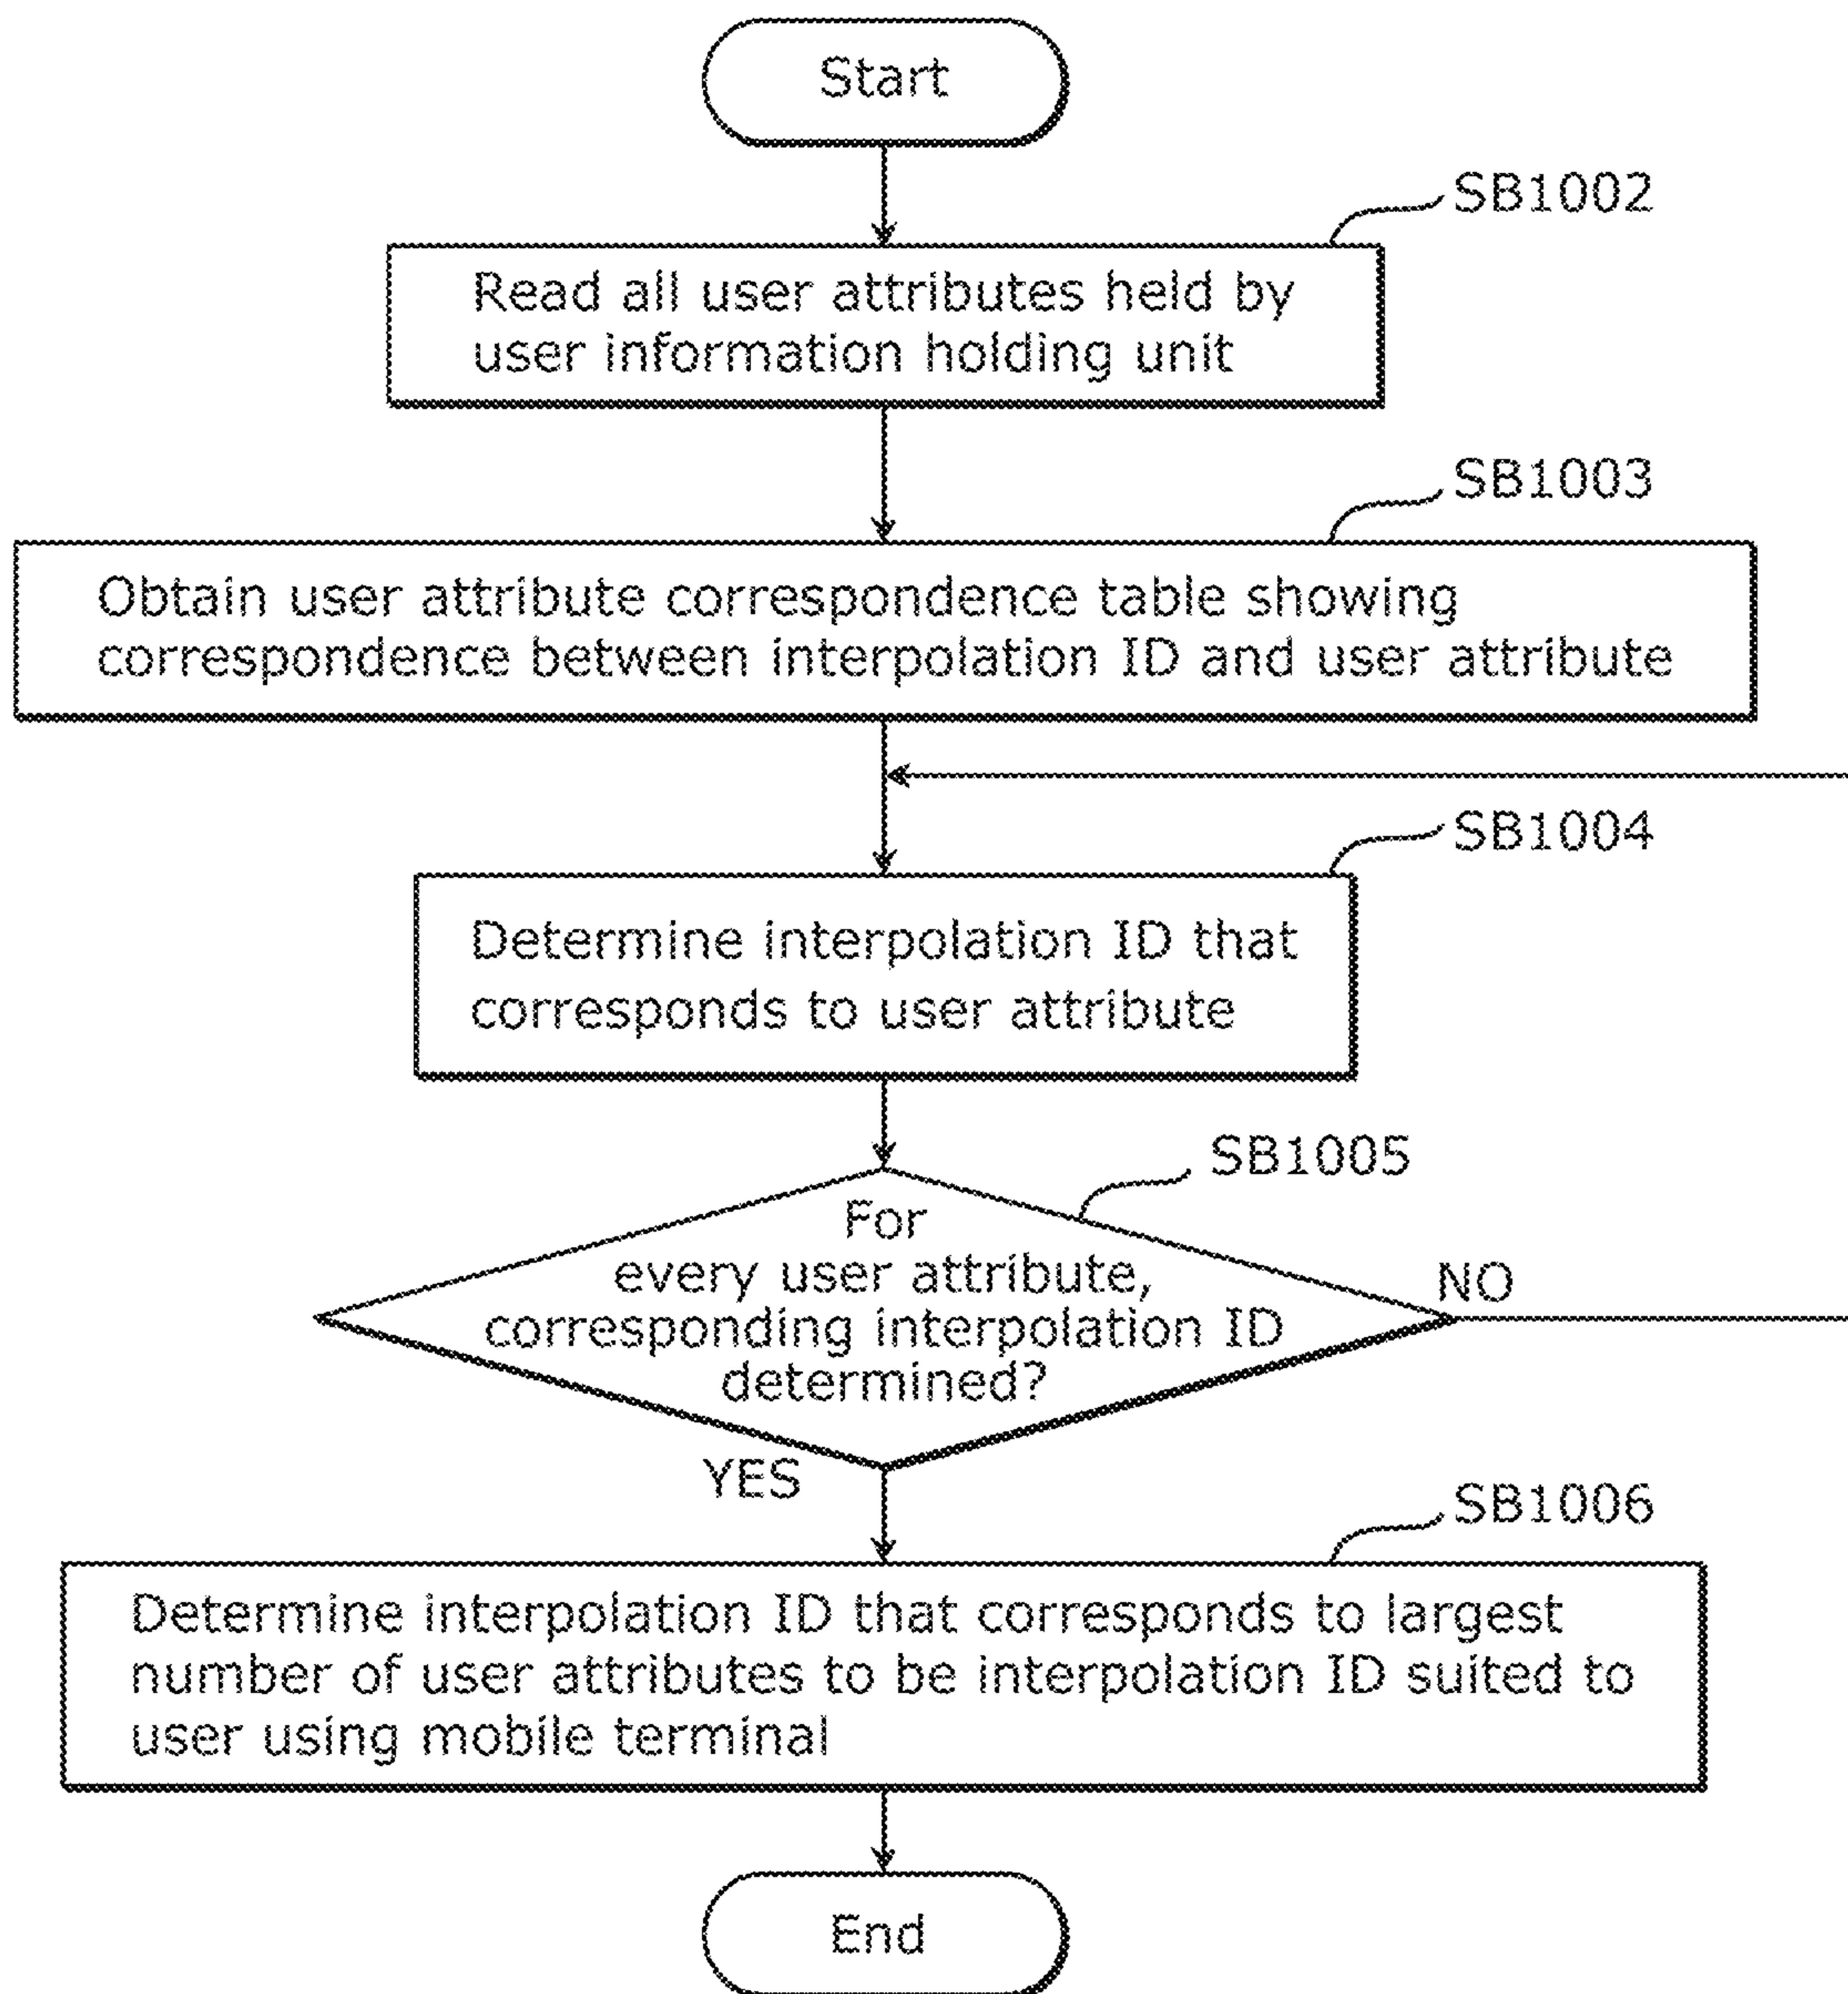 Start
SB1002
Read all user attributes held by
user information holding unit
SB1003
Obtain user attribute correspondence table showing
correspondence between interpolation ID and user attribute
SB1004
Determine interpolation ID that
corresponds to user attribute
SB1005
For
every user attribute,
corresponding interpolation ID
determined?
NO
YES
SB1006
Determine interpolation ID that corresponds to largest
number of user attributes to be interpolation ID suited to
user using mobile terminal
End